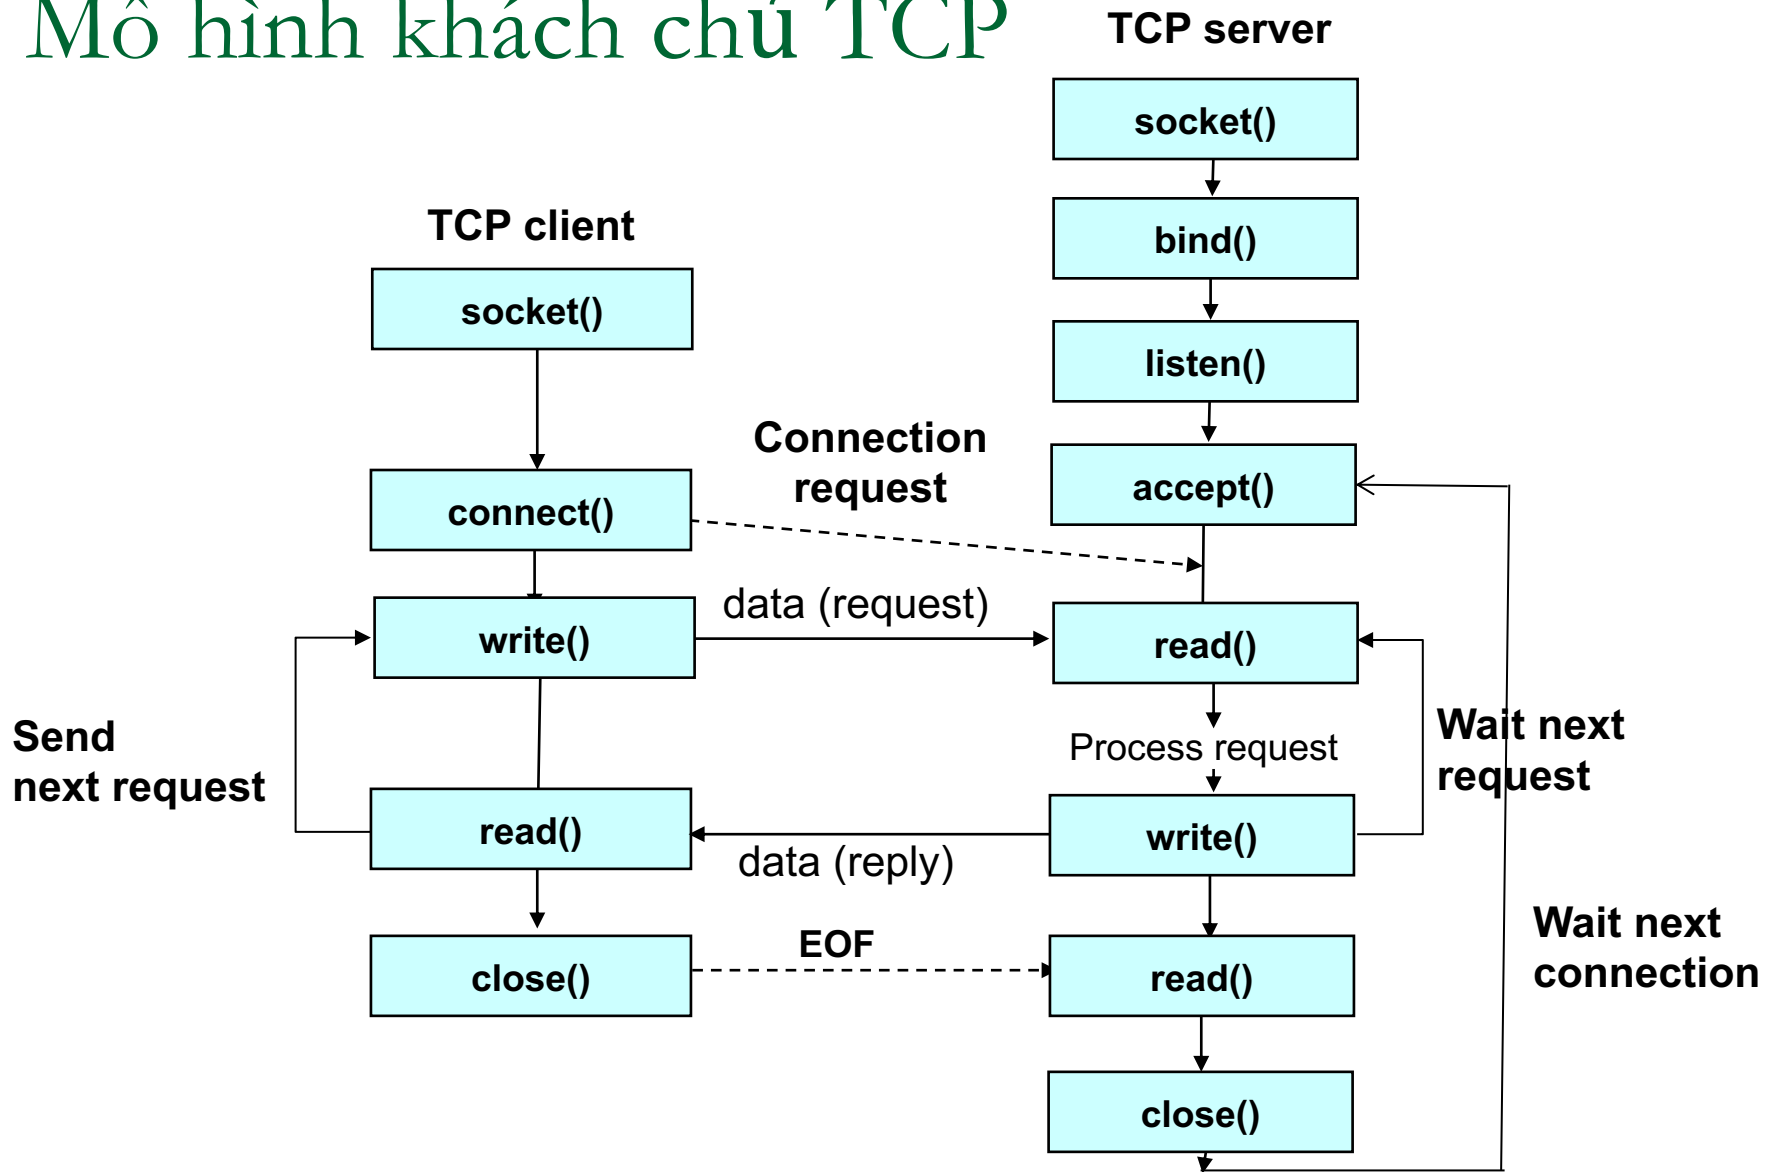 Mô hình khách chủ TCP
TCP server
socket()
bind()
TCP client
socket()
listen()
Connection
request
accept()
connect()
data (request)
write()
read()
Send
next request
Process request
Wait next
request
read()
write()
data (reply)
Wait next
connection
EOF
close()
read()
close()